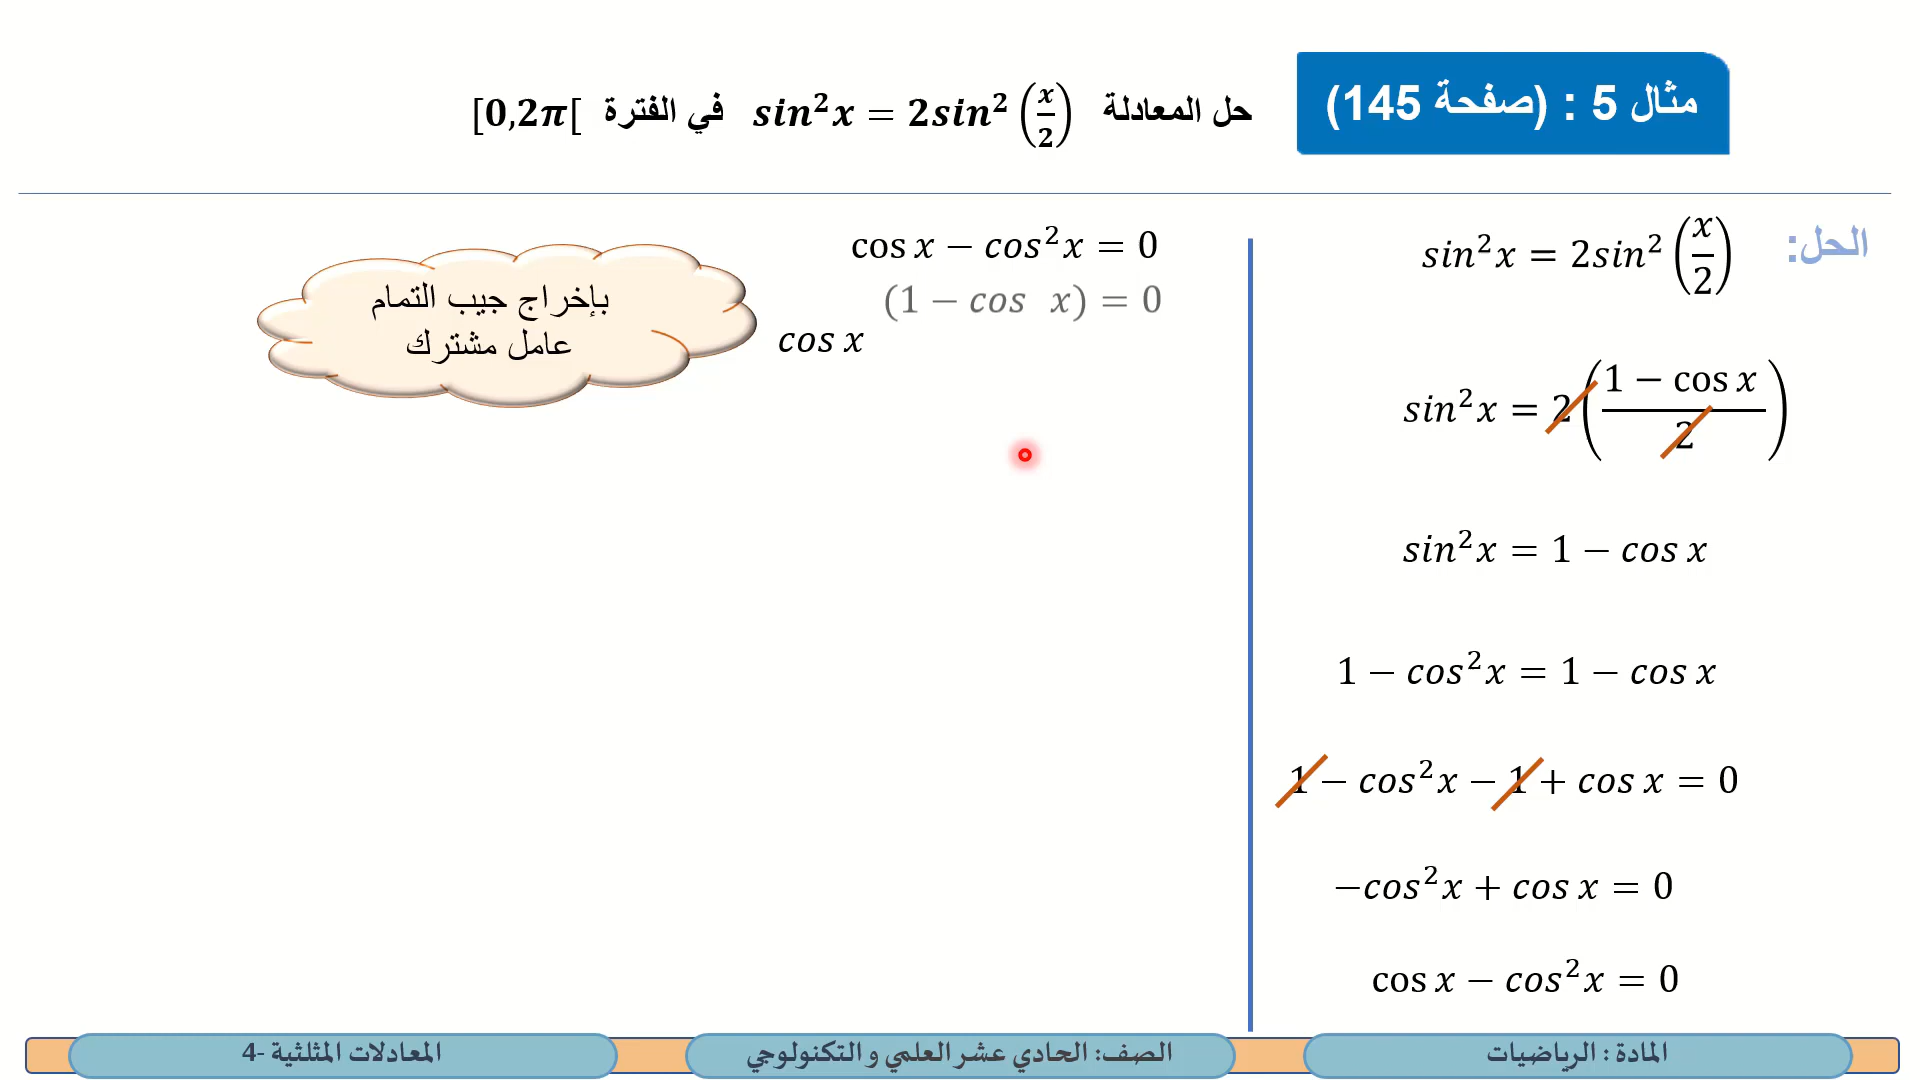 مثال 5 : (صفحة 145)
حل المعادلة sin²x = 2sin²(x/2) في الفترة [0,2π[
الحل:
sin²x = 2sin²(x/2)
sin²x = 2((1 − cos x)/2)
sin²x = 1 − cos x
1 − cos²x = 1 − cos x
1 − cos²x − 1 + cos x = 0
−cos²x + cos x = 0
cos x − cos²x = 0
cos x − cos²x = 0
cos x (1 − cos x) = 0
بإخراج جيب التمام
عامل مشترك
المادة : الرياضيات
الصف: الحادي عشر العلمي و التكنولوجي
المعادلات المثلثية -4